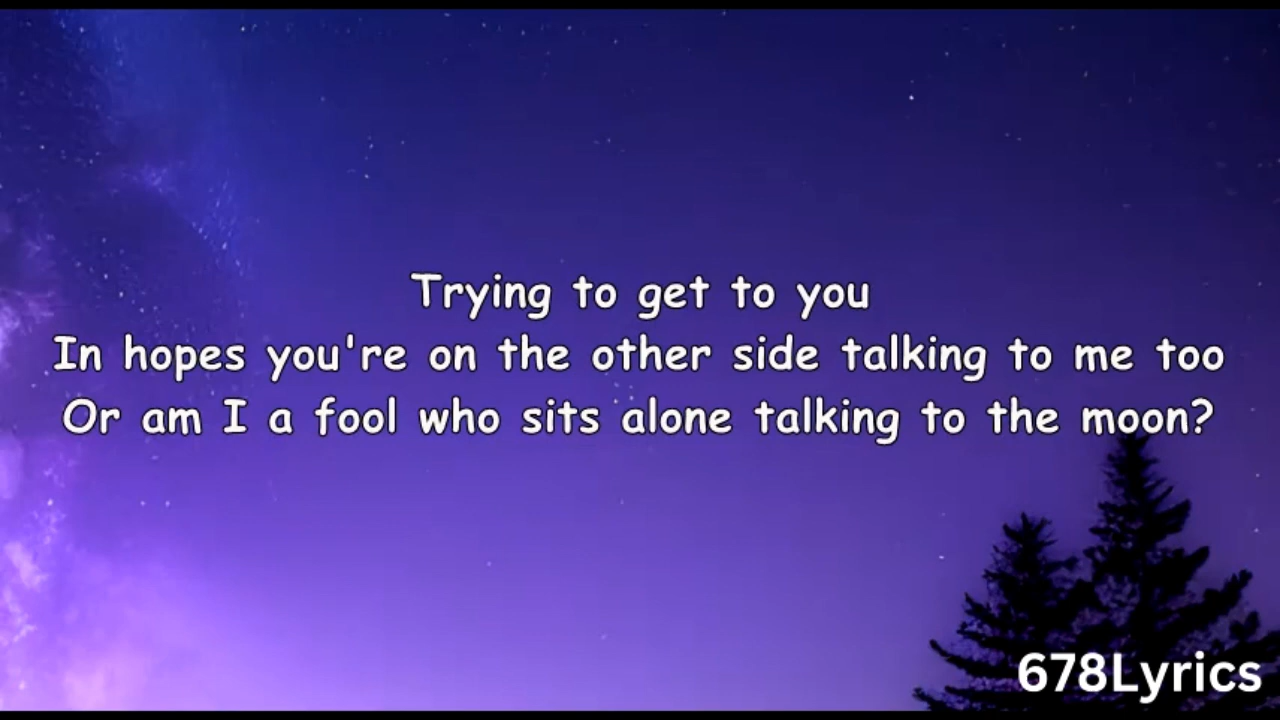 Trying to get to you
In hopes you're on the other side talking to me too
Or am I a fool who sits alone talking to the moon?
678Lyrics